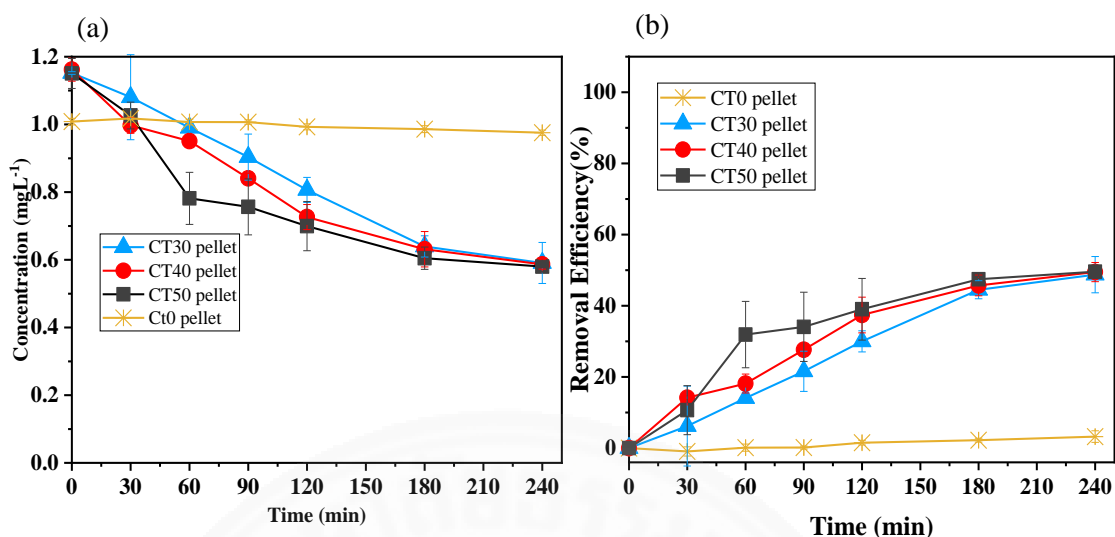 (a)
1.2
1.0
0.8
0.6
0.4
0.2
0.0
Concentration (mgL-1)
CT30 pellet
CT40 pellet
CT50 pellet
Ct0 pellet
0 30 60 90 120 150 180 210 240
Time (min)
(b)
100
80
60
40
20
0
Removal Efficiency(%)
CT0 pellet
CT30 pellet
CT40 pellet
CT50 pellet
0 30 60 90 120 150 180 210 240
Time (min)